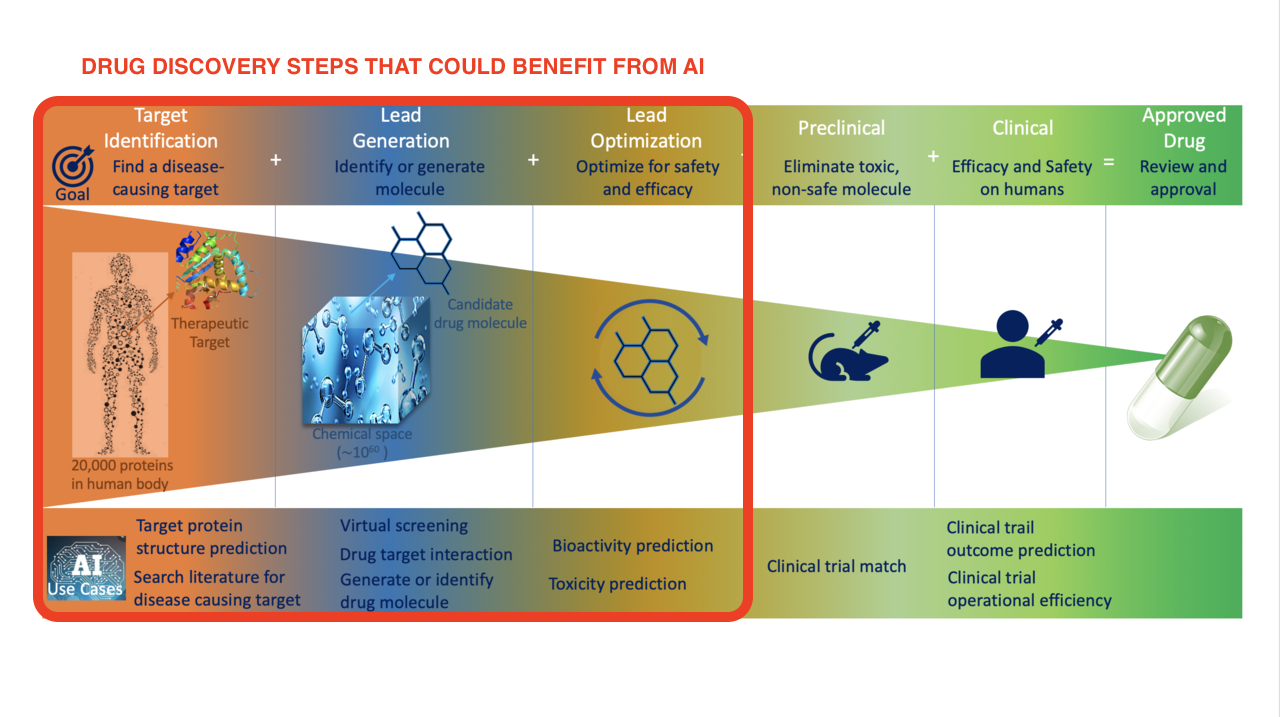 DRUG DISCOVERY STEPS THAT COULD BENEFIT FROM AI
Target
Identification
Find a disease-
causing target
Goal
+
Lead
Generation
Identify or generate
molecule
+
Lead
Optimization
Optimize for safety
and efficacy
Preclinical
Eliminate toxic,
non-safe molecule
+
Clinical
Efficacy and Safety
on humans
=
Approved
Drug
Review and
approval
Therapeutic
Target
20,000 proteins
in human body
Candidate
drug molecule
Chemical space
(~10⁶⁰ )
AI
Use Cases
Target protein
structure prediction
Search literature for
disease causing target
Virtual screening
Drug target interaction
Generate or identify
drug molecule
Bioactivity prediction
Toxicity prediction
Clinical trial match
Clinical trail
outcome prediction
Clinical trial
operational efficiency